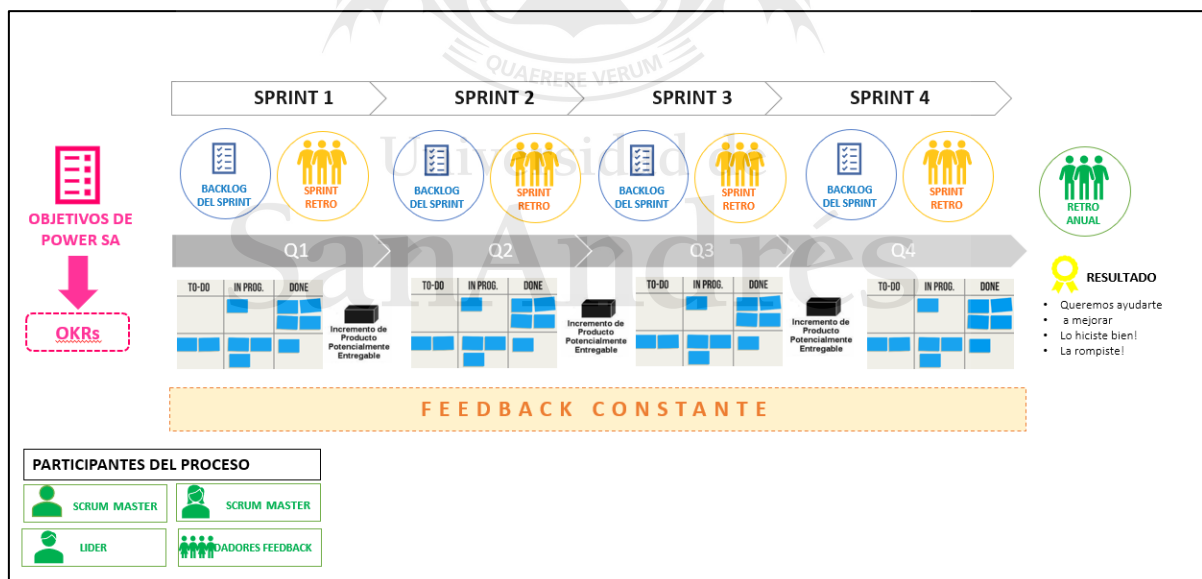 QUAERERE VERUM
SPRINT 1
SPRINT 2
SPRINT 3
SPRINT 4
Universidad de
SanAndrés
BACKLOG
DEL SPRINT
SPRINT
RETRO
BACKLOG
DEL SPRINT
SPRINT
RETRO
BACKLOG
DEL SPRINT
SPRINT
RETRO
BACKLOG
DEL SPRINT
SPRINT
RETRO
OBJETIVOS DE
POWER SA
OKRs
RETRO
ANUAL
Q1
Q2
Q3
Q4
TO-DO IN PROG. DONE
Incremento de
Producto
Potencialmente
Entregable
TO-DO IN PROG. DONE
Incremento de
Producto
Potencialmente
Entregable
TO-DO IN PROG. DONE
Incremento de
Producto
Potencialmente
Entregable
TO-DO IN PROG. DONE
RESULTADO
• Queremos ayudarte
• a mejorar
• Lo hiciste bien!
• La rompiste!
FEEDBACK CONSTANTE
PARTICIPANTES DEL PROCESO
SCRUM MASTER
SCRUM MASTER
LIDER
DADORES FEEDBACK